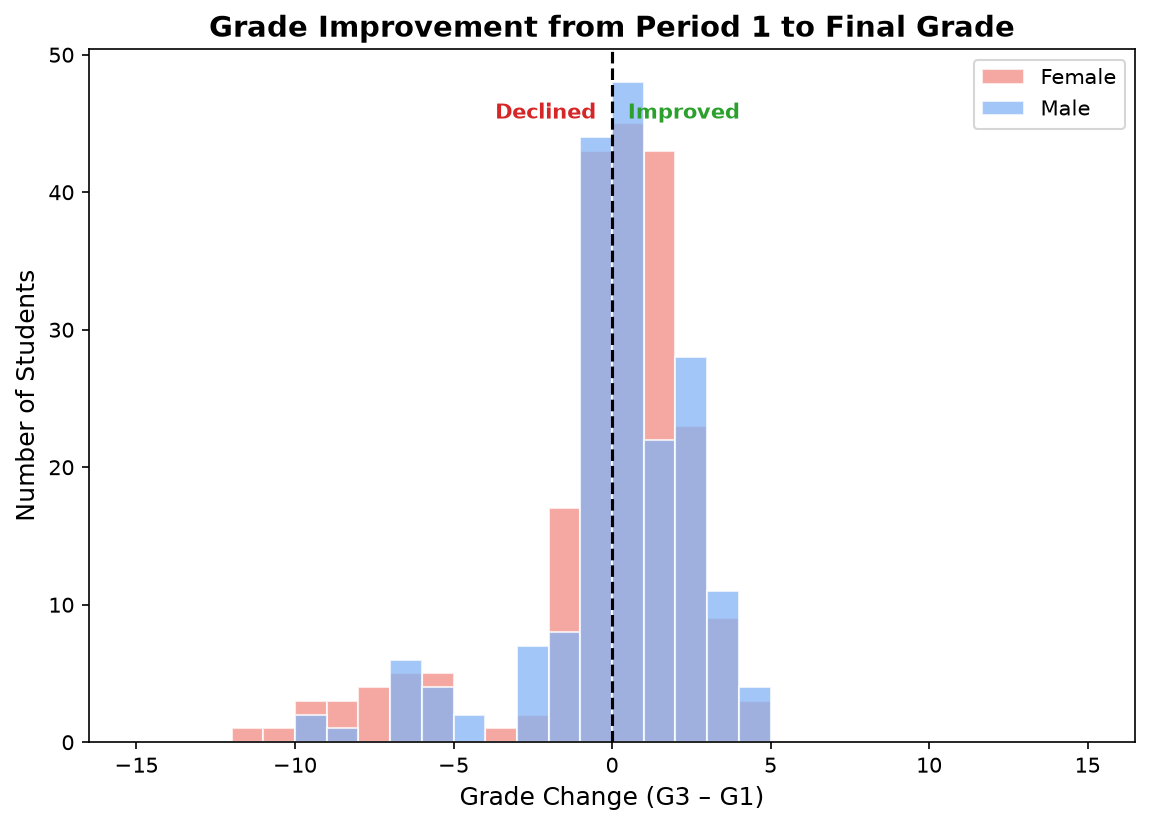 Grade Improvement from Period 1 to Final Grade
Female
Male
Declined
Improved
50
40
30
20
10
0
Number of Students
−15
−10
−5
0
5
10
15
Grade Change (G3 – G1)